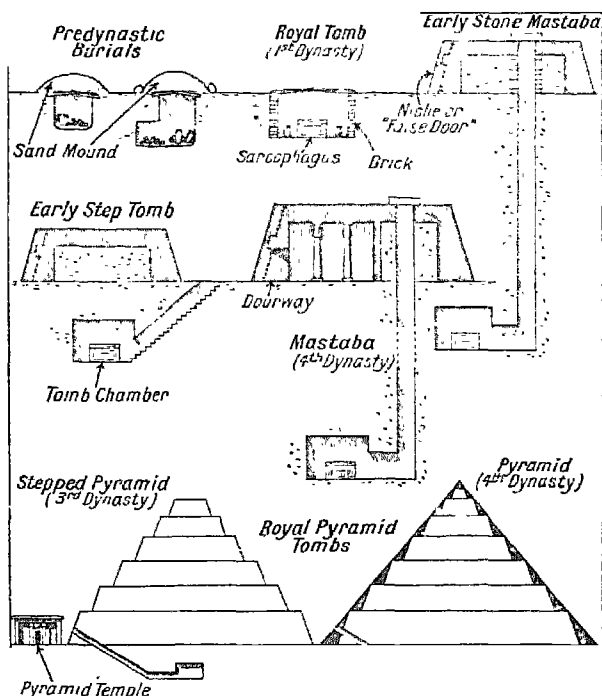 Predynastic
Burials
Royal Tomb
(1st Dynasty)
Early Stone Mastaba
Sand Mound
Sarcophagus
Brick
Niche or
"False Door"
Early Step Tomb
Doorway
Mastaba
(4th Dynasty)
Tomb Chamber
Stepped Pyramid
(3rd Dynasty)
Pyramid
(4th Dynasty)
Royal Pyramid
Tombs
Pyramid Temple